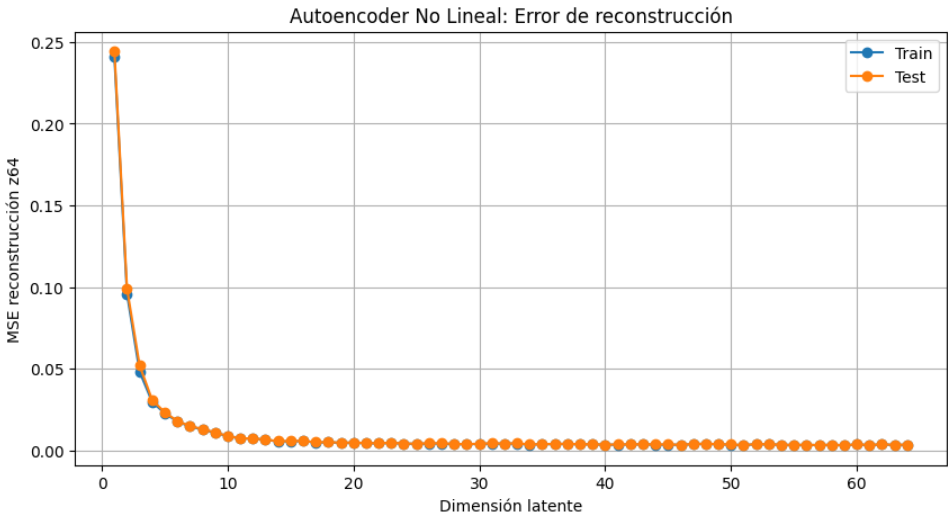 Autoencoder No Lineal: Error de reconstrucción
Train
Test
MSE reconstrucción z64
0.25
0.20
0.15
0.10
0.05
0.00
0 10 20 30 40 50 60
Dimensión latente